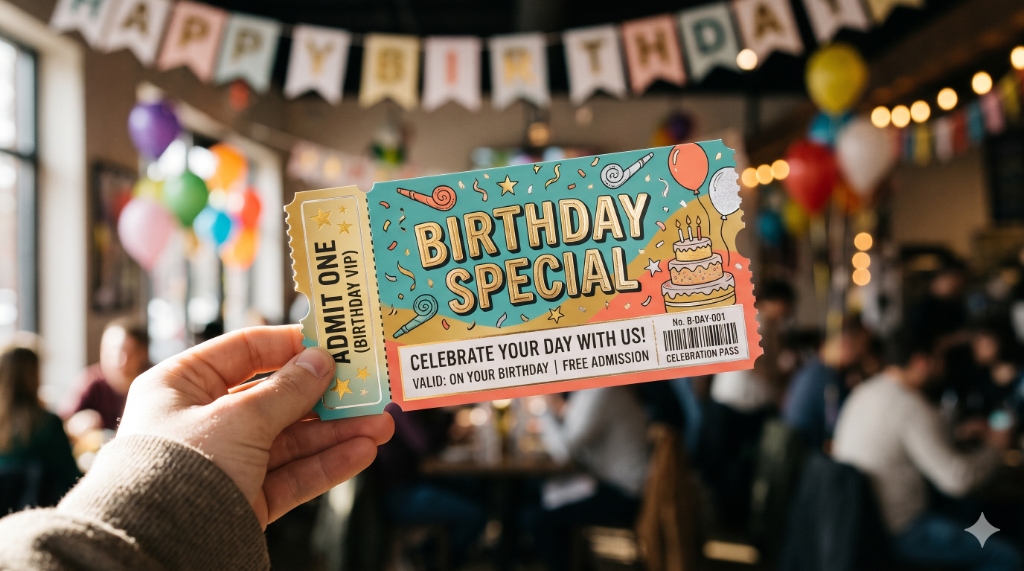 HAPPY BIRTHDAY
ADMIT ONE
(BIRTHDAY VIP)
BIRTHDAY
SPECIAL
CELEBRATE YOUR DAY WITH US!
VALID: ON YOUR BIRTHDAY | FREE ADMISSION
No. B-DAY-001
CELEBRATION PASS